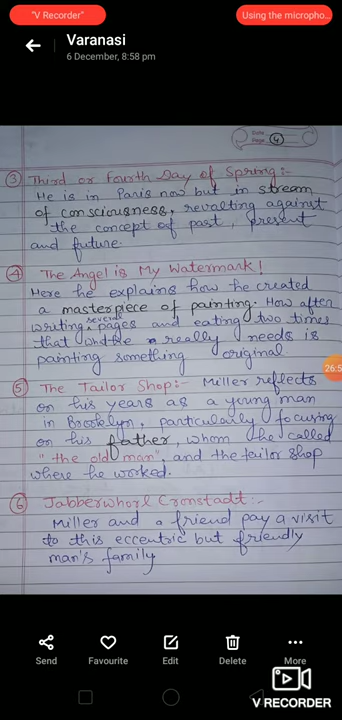 "V Recorder"
Using the micropho...
Varanasi
6 December, 8:58 pm
Date
Page 4
③ Third or Fourth Day of Spring:-
He is in Paris now but in stream
of consciousness, revolting against
the concept of past, present
and future.
④ The Angel is My Watermark!
Here he explains how he created
a masterpiece of painting. How after
writing several pages and eating two times
that he really needs is
painting something original.
26:5
⑤ The Tailor Shop:- Miller reflects
on his years as a young man
in Brooklyn, particularly focusing
on his father, whom he called
"the old man", and the tailor shop
where he worked.
⑥ Jabberwhorl Cronstadt:-
Miller and a friend pay a visit
to this eccentric but friendly
man's family
Send
Favourite
Edit
Delete
More
V RECORDER